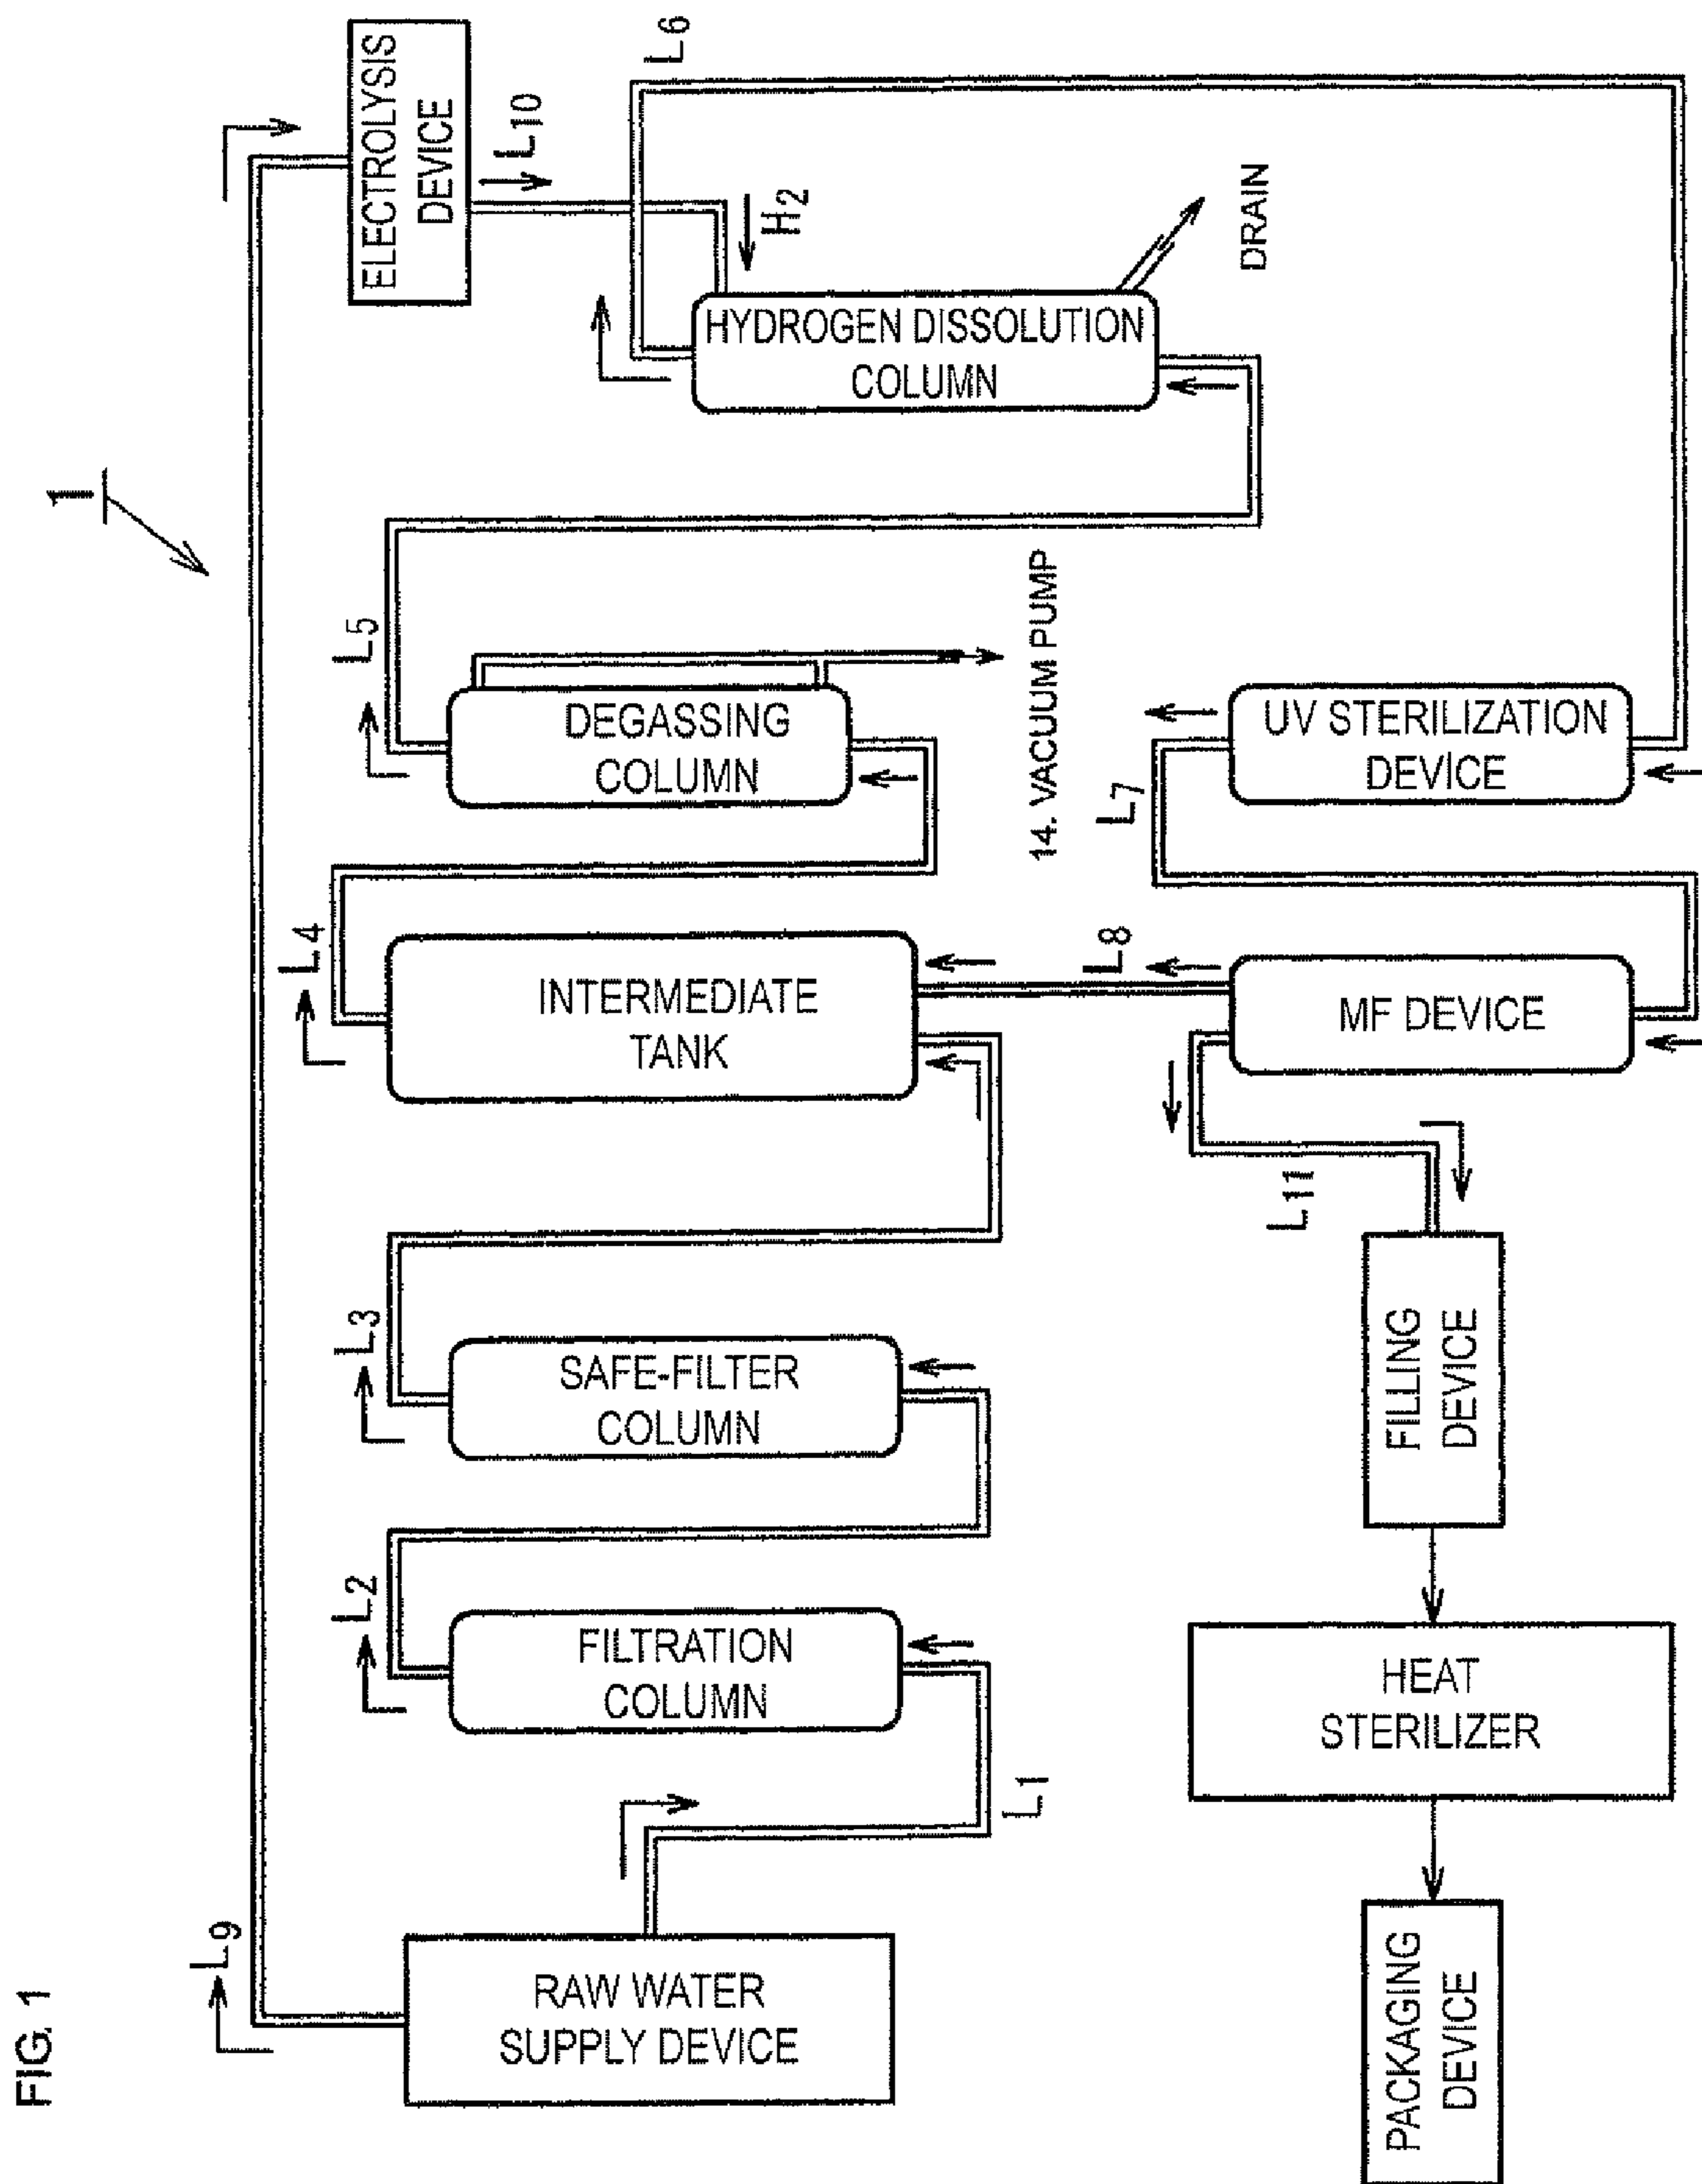 FIG. 1
1
L9
ELECTROLYSIS
DEVICE
L10
H2
L6
RAW WATER
SUPPLY DEVICE
L1
FILTRATION
COLUMN
L2
SAFE-FILTER
COLUMN
L3
INTERMEDIATE
TANK
L4
DEGASSING
COLUMN
L5
14. VACUUM PUMP
HYDROGEN DISSOLUTION
COLUMN
DRAIN
UV STERILIZATION
DEVICE
L7
MF DEVICE
L8
L11
FILLING
DEVICE
HEAT
STERILIZER
PACKAGING
DEVICE